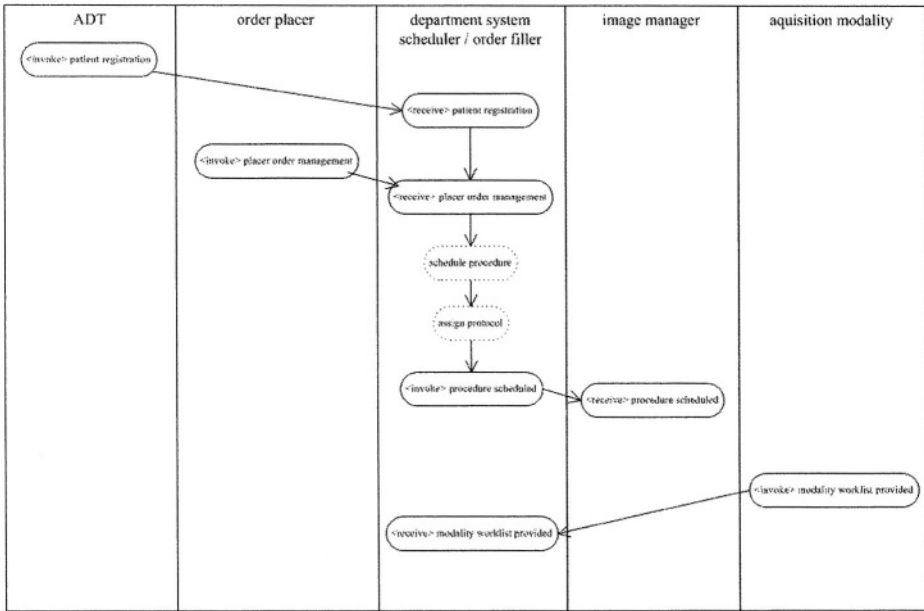 ADT
order placer
department system
scheduler / order filler
image manager
aquisition modality
<invoke> patient registration
<receive> patient registration
<invoke> placer order management
<receive> placer order management
schedule procedure
assign protocol
<invoke> procedure scheduled
<receive> procedure scheduled
<invoke> modality worklist provided
<receive> modality worklist provided